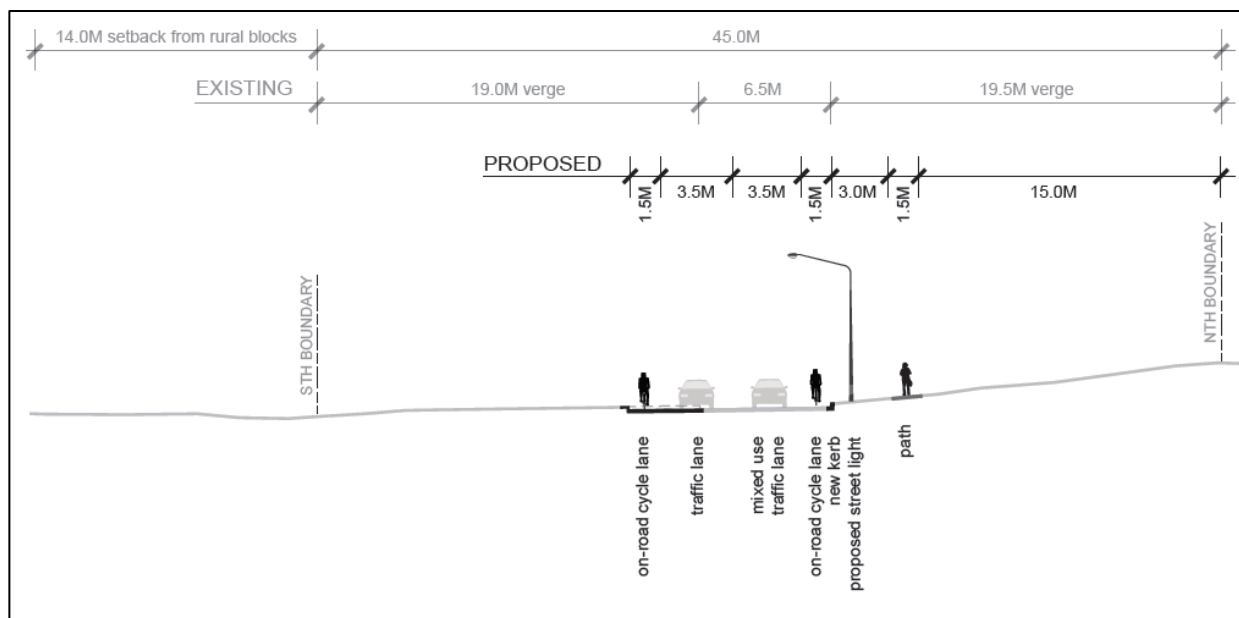 14.0M setback from rural blocks
45.0M
EXISTING
19.0M verge
6.5M
19.5M verge
PROPOSED
1.5M
3.5M
3.5M
1.5M
3.0M
1.5M
15.0M
STH BOUNDARY
NTH BOUNDARY
on-road cycle lane
traffic lane
mixed use
traffic lane
on-road cycle lane
new kerb
proposed street light
path